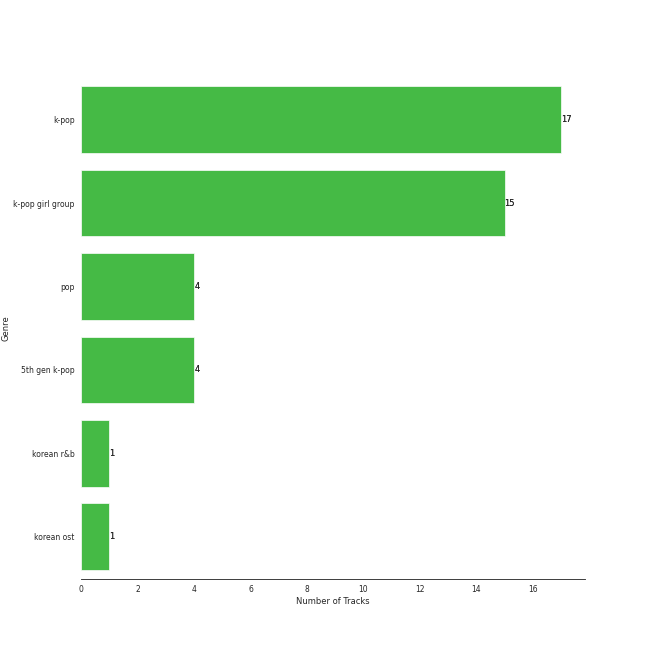 k-pop
17
k-pop girl group
15
pop
4
5th gen k-pop
4
korean r&b
1
korean ost
1
Genre
0 2 4 6 8 10 12 14 16
Number of Tracks